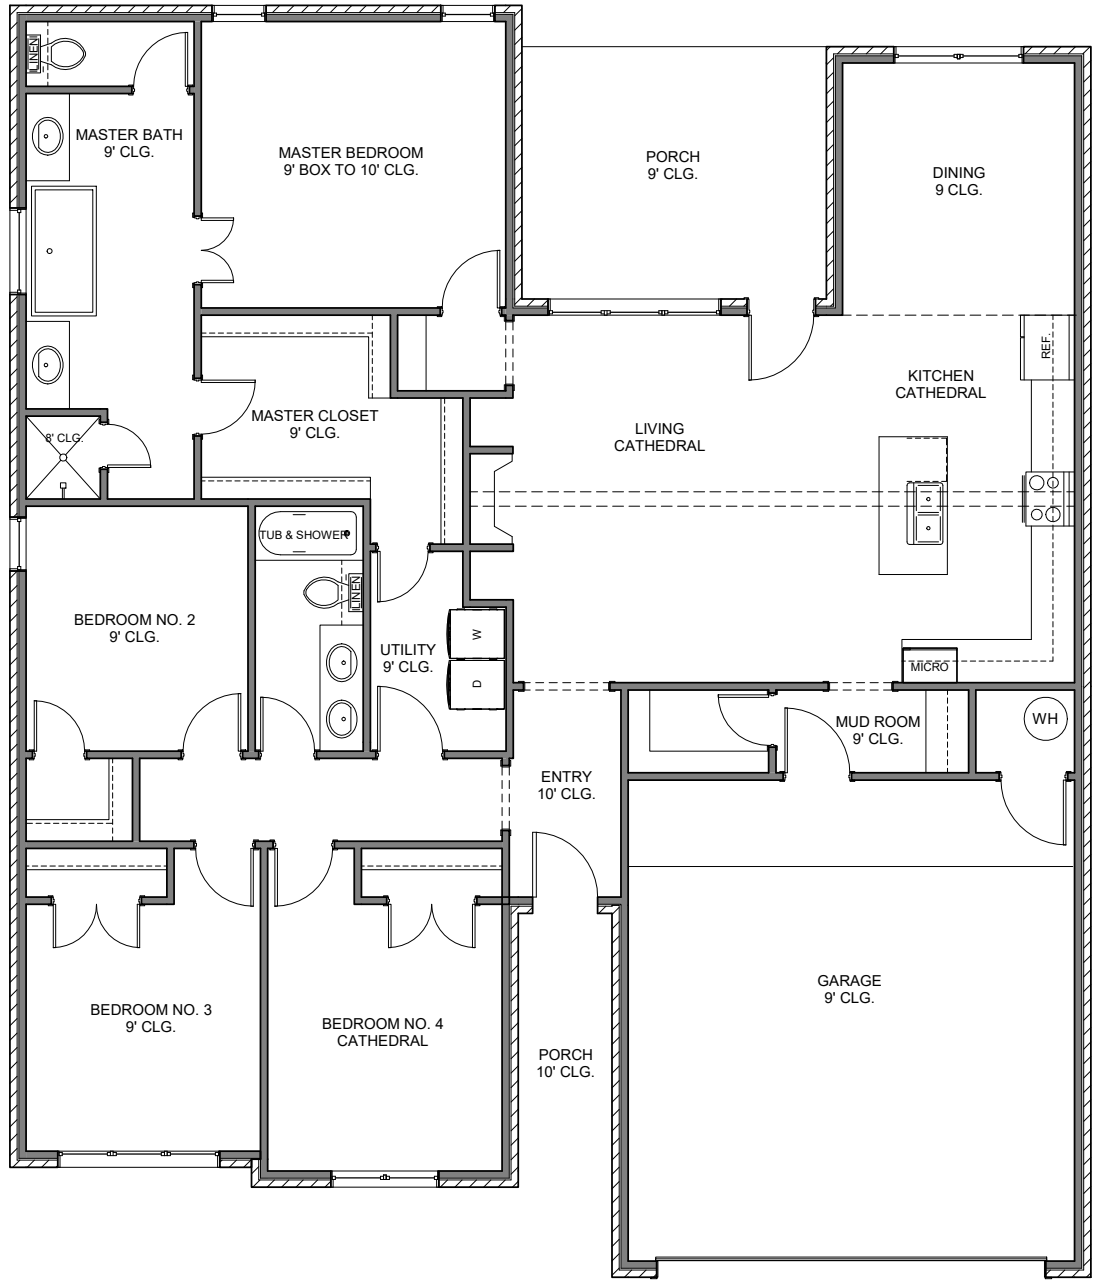 LINEN
MASTER BATH
9' CLG.
MASTER BEDROOM
9' BOX TO 10' CLG.
PORCH
9' CLG.
DINING
9 CLG.
REF.
KITCHEN
CATHEDRAL
MASTER CLOSET
9' CLG.
LIVING
CATHEDRAL
8' CLG.
TUB & SHOWER
LINEN
BEDROOM NO. 2
9' CLG.
UTILITY
9' CLG.
W
D
MICRO
MUD ROOM
9' CLG.
WH
ENTRY
10' CLG.
GARAGE
9' CLG.
BEDROOM NO. 3
9' CLG.
BEDROOM NO. 4
CATHEDRAL
PORCH
10' CLG.